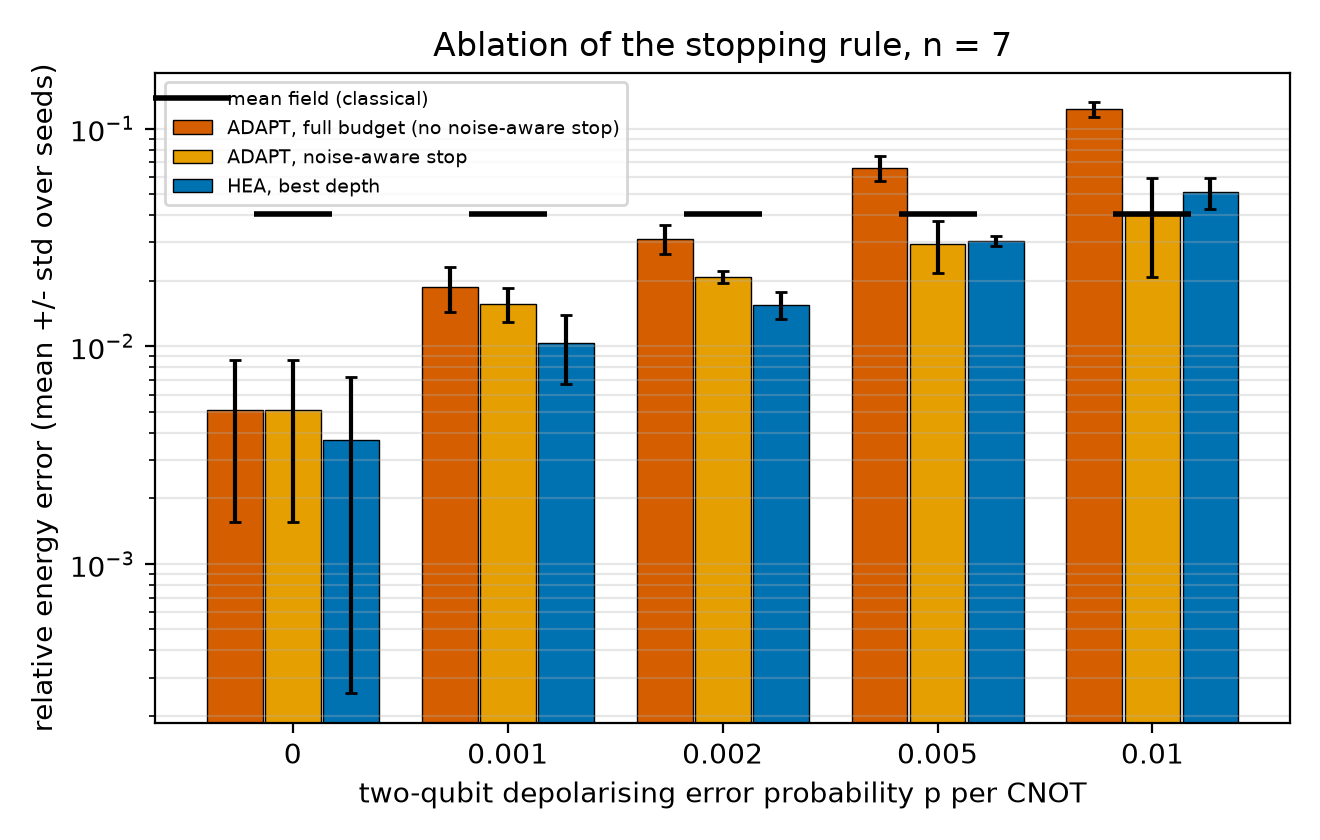 Ablation of the stopping rule, n = 7
relative energy error (mean +/- std over seeds)
mean field (classical)
ADAPT, full budget (no noise-aware stop)
ADAPT, noise-aware stop
HEA, best depth
10⁻¹
10⁻²
10⁻³
0
0.001
0.002
0.005
0.01
two-qubit depolarising error probability p per CNOT